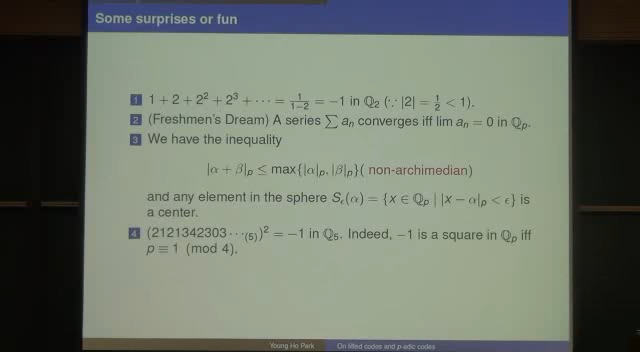 Some surprises or fun
1 1 + 2 + 2² + 2³ + ··· = 1/(1−2) = −1 in ℚ₂ (∵ |2| = 1/2 < 1).
2 (Freshmen's Dream) A series ∑ aₙ converges iff lim aₙ = 0 in ℚₚ.
3 We have the inequality
|α + β|ₚ ≤ max{|α|ₚ, |β|ₚ}( non-archimedian)
and any element in the sphere Sϵ(α) = {x ∈ ℚₚ | |x − α|ₚ < ϵ} is
a center.
4 (2121342303···₍₅₎)² = −1 in ℚ₅. Indeed, −1 is a square in ℚₚ iff
p ≡ 1 (mod 4).
Young Ho Park On lifted codes and p-adic codes